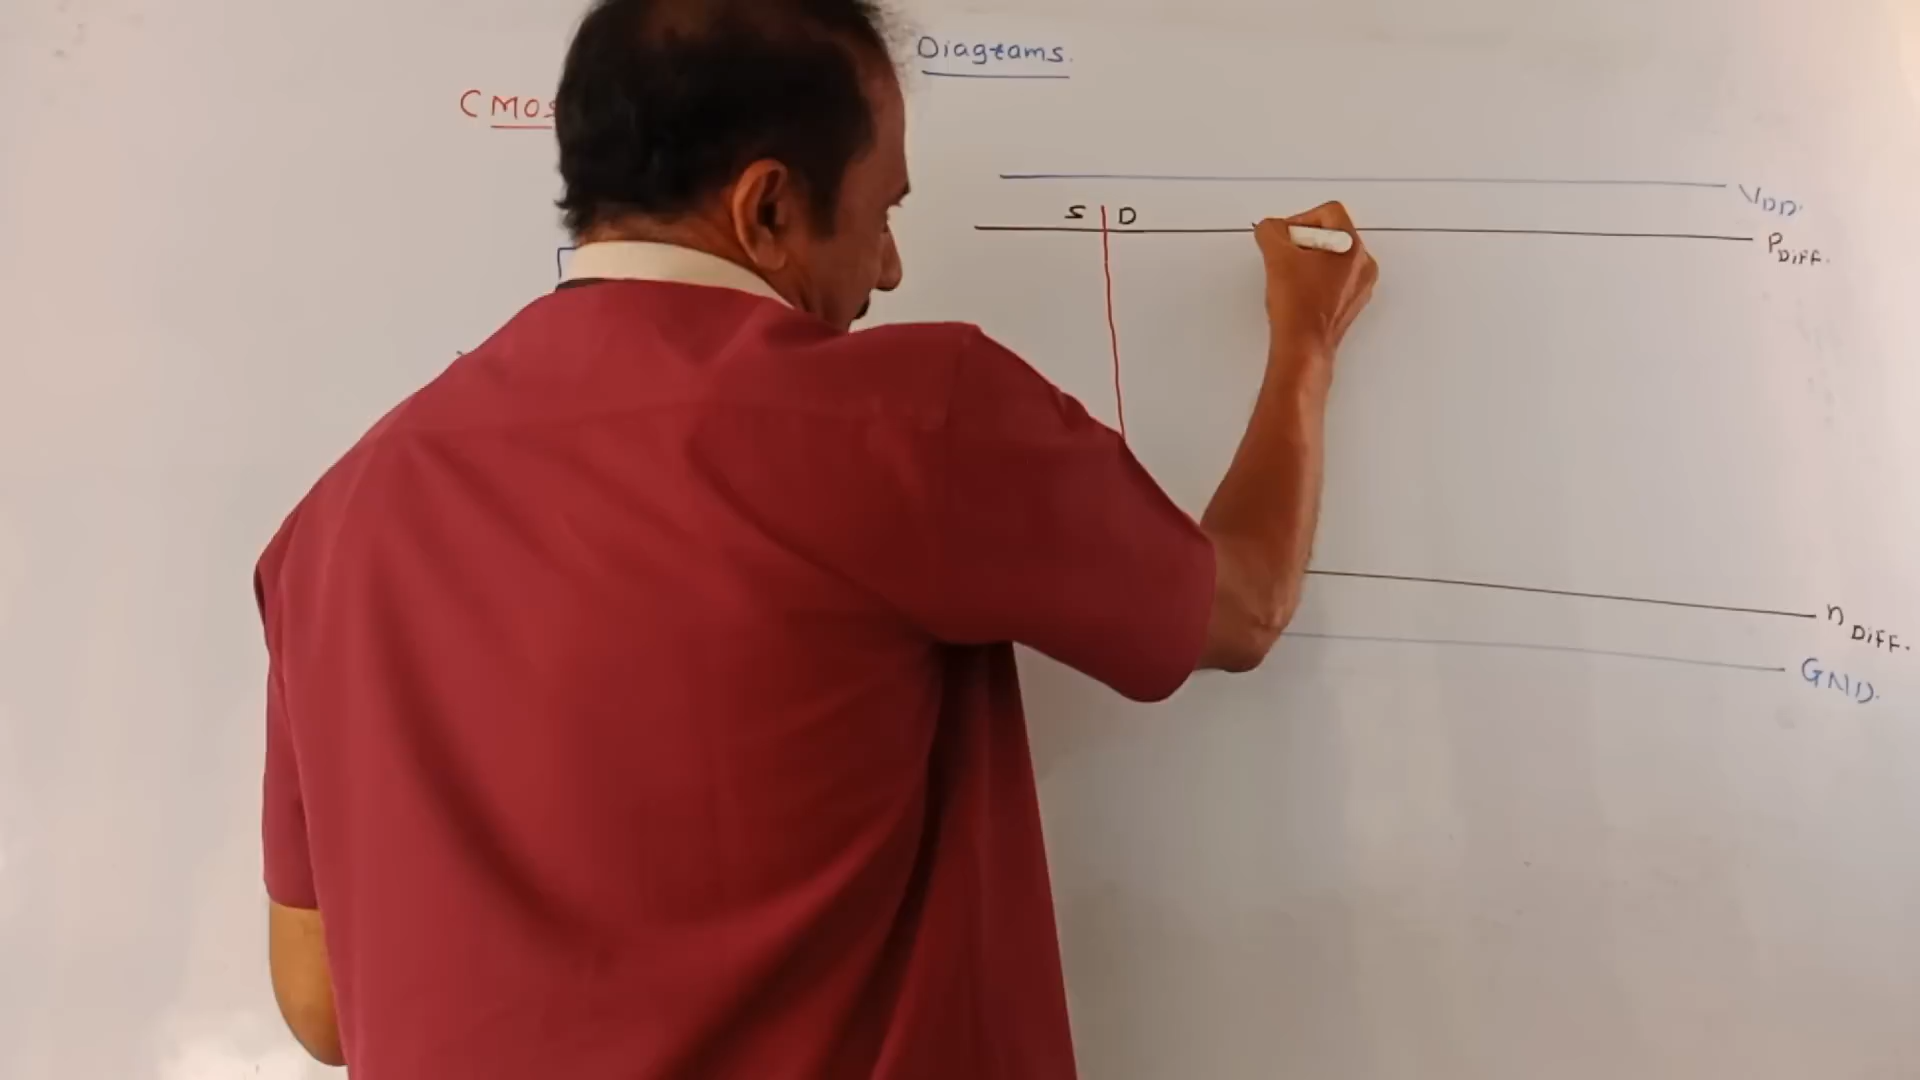 Diagrams.
CMOS
VDD.
S D
PDiff.
n Diff.
GND.